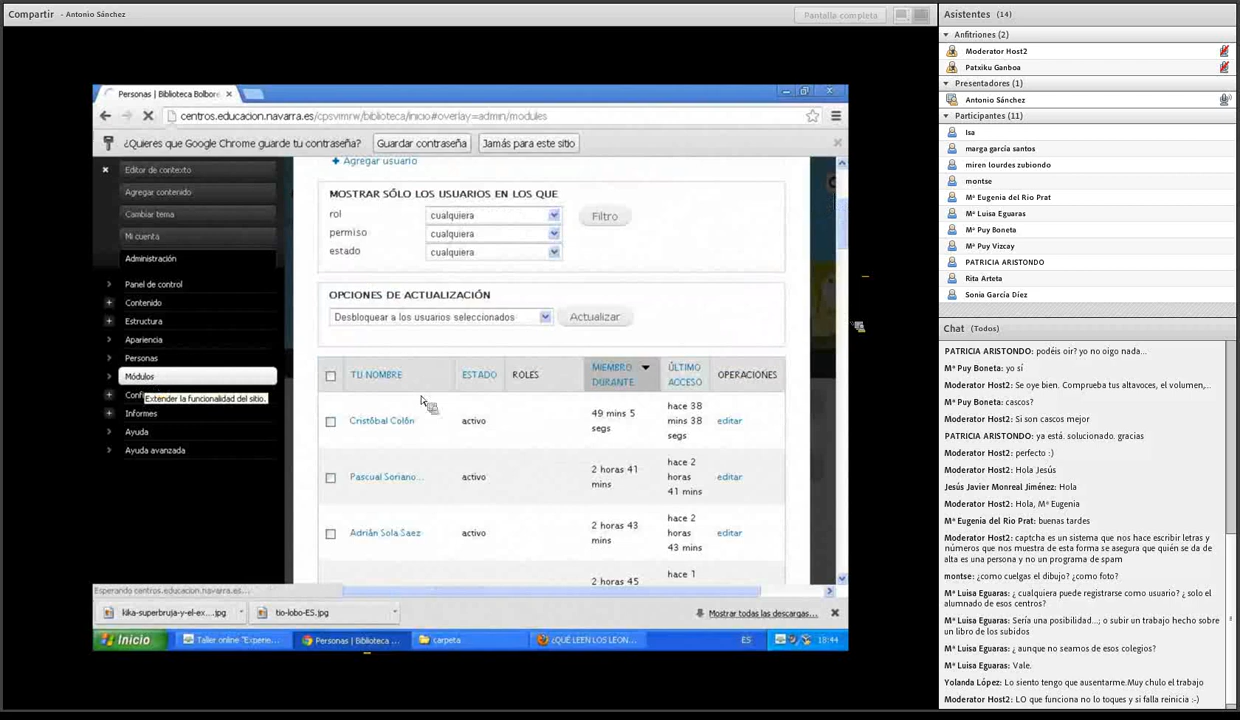 Compartir - Antonio Sánchez
Pantalla completa
Personas | Biblioteca Bolbore
centros.educacion.navarra.es/cpsvirnrw/biblioteca/inicio#overlay=admin/modules
¿Quieres que Google Chrome guarde tu contraseña? Guardar contraseña Jamás para este sitio
Editor de contexto
Agregar contenido
Cambiar tema
Mi cuenta
Administración
Panel de control
Contenido
Estructura
Apariencia
Personas
Módulos
Extender la funcionalidad del sitio.
Informes
Ayuda
Ayuda avanzada
Agregar usuario
MOSTRAR SÓLO LOS USUARIOS EN LOS QUE
rol cualquiera Filtro
permiso cualquiera
estado cualquiera
OPCIONES DE ACTUALIZACIÓN
Desbloquear a los usuarios seleccionados Actualizar
TU NOMBRE ESTADO ROLES MIEMBRO DURANTE ÚLTIMO ACCESO OPERACIONES
Cristóbal Colón activo 49 mins 5 segs hace 38 mins 38 segs editar
Pascual Soriano... activo 2 horas 41 mins hace 2 horas 41 mins editar
Adrián Sola Saez activo 2 horas 43 mins hace 2 horas 43 mins editar
2 horas 45 hace 1
Esperando centros.educacion.navarra.es...
kika-superbruja-y-el-ex....jpg tio-lobo-ES.jpg Mostrar todas las descargas...
Inicio Taller online "Experie... Personas | Biblioteca ... carpeta ¿QUÉ LEEN LOS LEON... ES 18:44
Asistentes (14)
Anfitriones (2)
Moderator Host2
Patxiku Ganboa
Presentadores (1)
Antonio Sánchez
Participantes (11)
Isa
marga garcía santos
miren lourdes zubiondo
montse
Mª Eugenia del Rio Prat
Mª Luisa Eguaras
Mª Puy Boneta
Mª Puy Vizcay
PATRICIA ARISTONDO
Rita Arteta
Sonia García Díez
Chat (Todos)
PATRICIA ARISTONDO: podéis oir? yo no oigo nada...
Mª Puy Boneta: yo sí
Moderator Host2: Se oye bien. Comprueba tus altavoces, el volumen,...
Mª Puy Boneta: cascos?
Moderator Host2: Si son cascos mejor
PATRICIA ARISTONDO: ya está. solucionado. gracias
Moderator Host2: perfecto :)
Moderator Host2: Hola Jesús
Jesús Javier Monreal Jiménez: Hola
Moderator Host2: Hola, Mª Eugenia
Mª Eugenia del Rio Prat: buenas tardes
Moderator Host2: captcha es un sistema que nos hace escribir letras y
números que nos muestra de esta forma se asegura que quién se da de
alta es una persona y no un programa de spam
montse: ¿como cuelgas el dibujo? ¿como foto?
Mª Luisa Eguaras: ¿ cualquiera puede registrarse como usuario? ¿ solo el
alumnado de esos centros?
Mª Luisa Eguaras: Sería una posibilidad...; o subir un trabajo hecho sobre
un libro de los subidos
Mª Luisa Eguaras: ¿ aunque no seamos de esos colegios?
Mª Luisa Eguaras: Vale.
Yolanda López: Lo siento tengo que ausentarme.Muy chulo el trabajo
Moderator Host2: LO que funciona no lo toques y si falla reinicia :-)